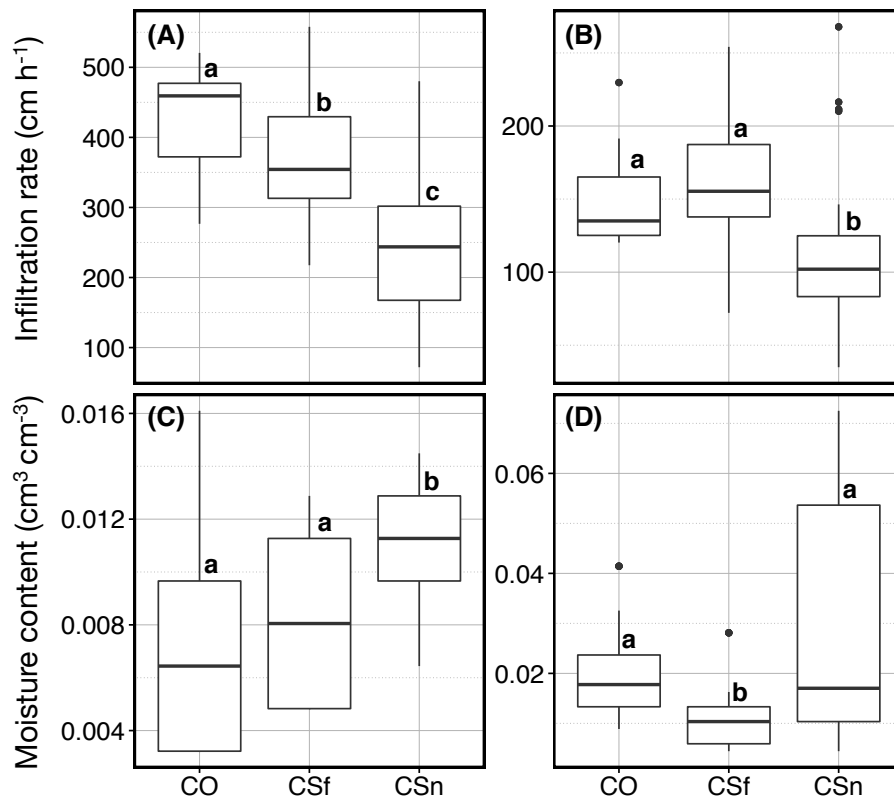 Infiltration rate (cm h⁻¹)
(A)
500
400
300
200
100
a
b
c
(B)
200
100
a
a
b
Moisture content (cm³ cm⁻³)
(C)
0.016
0.012
0.008
0.004
a
a
b
CO CSf CSn
(D)
0.06
0.04
0.02
a
b
a
CO CSf CSn